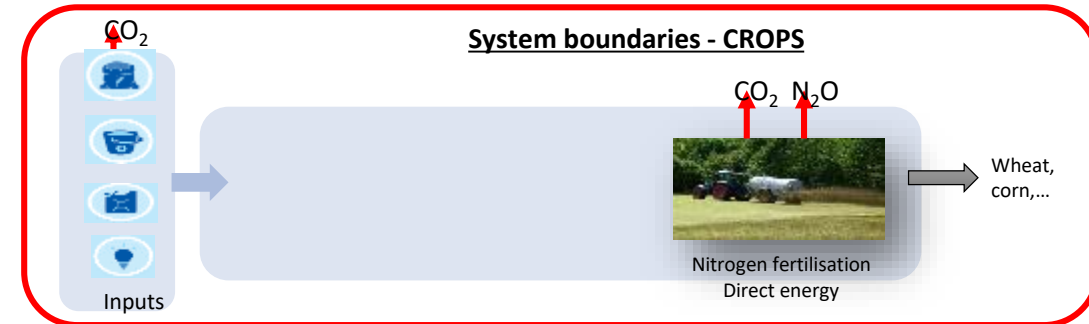 CO₂
System boundaries - CROPS
CO₂ N₂O
Wheat,
corn,...
Nitrogen fertilisation
Direct energy
Inputs